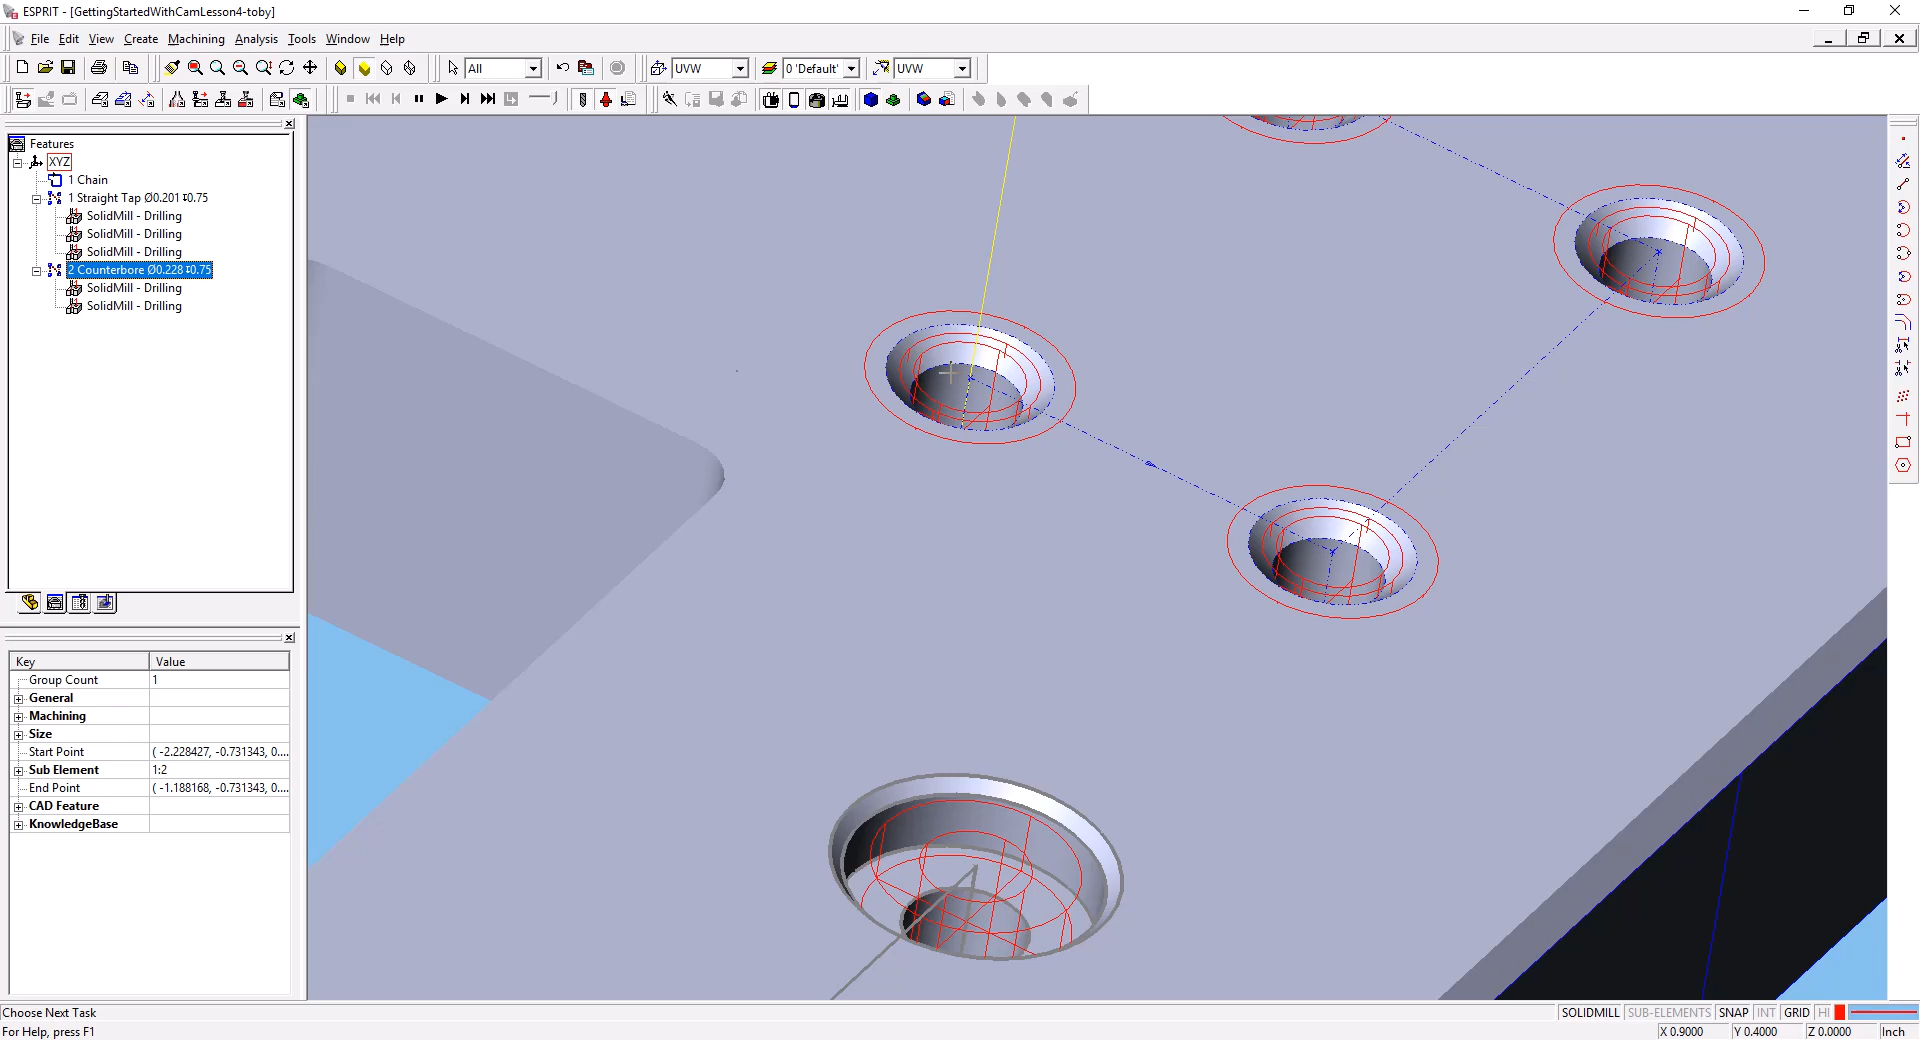 ESPRIT - [GettingStartedWithCamLesson4-toby]
File Edit View Create Machining Analysis Tools Window Help
All UVW 0 'Default' UVW
Features
XYZ
1 Chain
1 Straight Tap Ø0.201 ↧0.75
SolidMill - Drilling
SolidMill - Drilling
SolidMill - Drilling
2 Counterbore Ø0.228 ↧0.75
SolidMill - Drilling
SolidMill - Drilling
Key Value
Group Count 1
General
Machining
Size
Start Point ( -2.228427, -0.731343, 0....
Sub Element 1:2
End Point ( -1.188168, -0.731343, 0....
CAD Feature
KnowledgeBase
Choose Next Task SOLIDMILL SUB-ELEMENTS SNAP INT GRID HI
For Help, press F1 X 0.9000 Y 0.4000 Z 0.0000 Inch